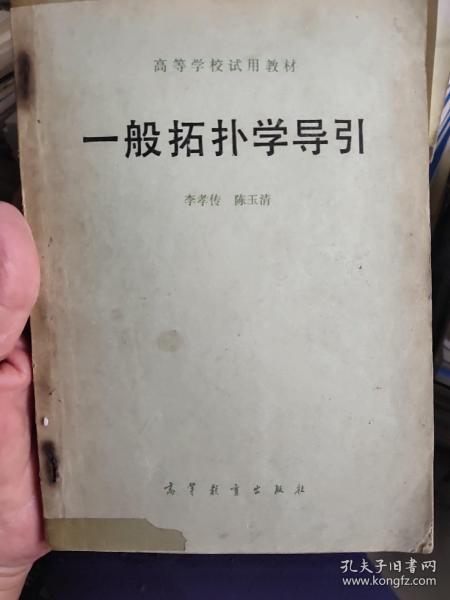 高等学校试用教材
一般拓扑学导引
李孝传 陈玉清
高等教育出版社
孔夫子旧书网
www.kongfz.com